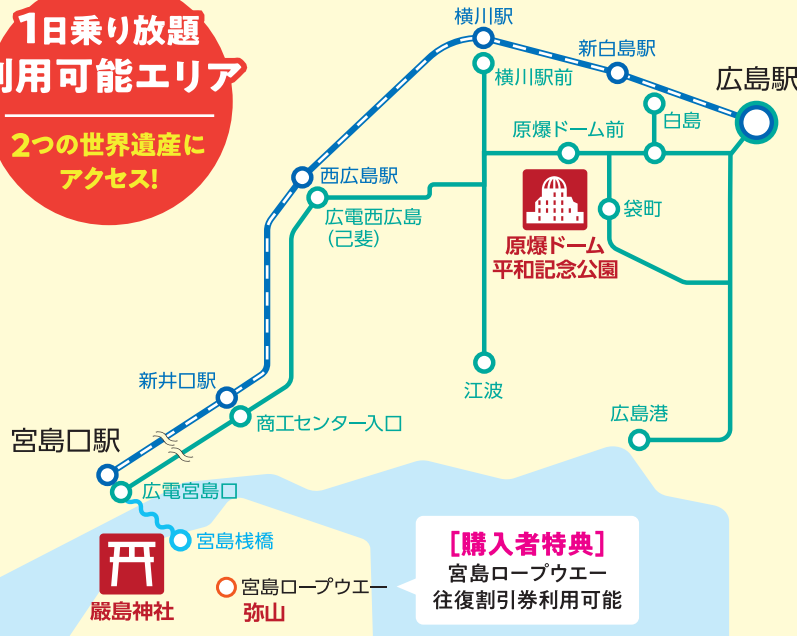 1日乗り放題
利用可能エリア
2つの世界遺産に
アクセス!
横川駅
新白島駅
広島駅
横川駅前
原爆ドーム前
白島
西広島駅
広電西広島
(己斐)
袋町
原爆ドーム
平和記念公園
新井口駅
江波
商工センター入口
広島港
宮島口駅
広電宮島口
宮島桟橋
嚴島神社
宮島ロープウエー
弥山
[購入者特典]
宮島ロープウエー
往復割引券利用可能